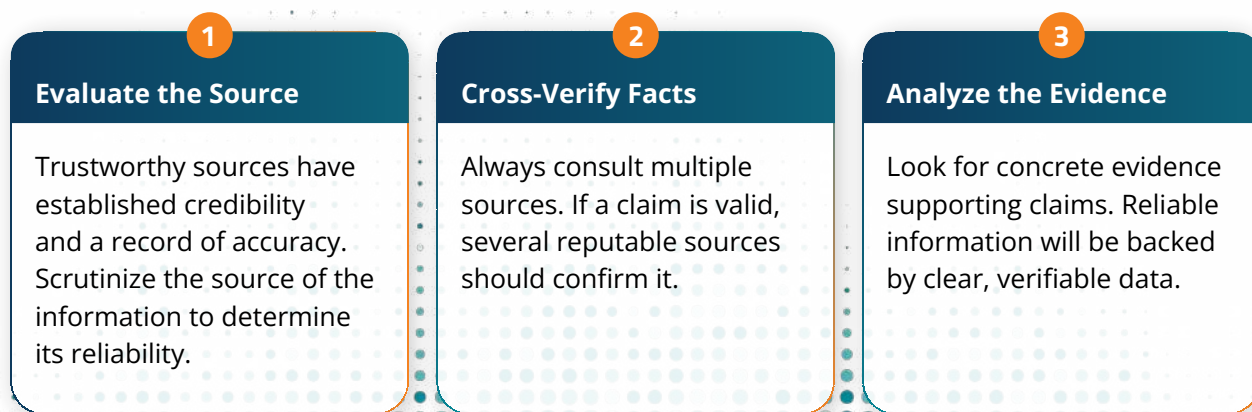 1
Evaluate the Source
Trustworthy sources have
established credibility
and a record of accuracy.
Scrutinize the source of the
information to determine
its reliability.
2
Cross-Verify Facts
Always consult multiple
sources. If a claim is valid,
several reputable sources
should confirm it.
3
Analyze the Evidence
Look for concrete evidence
supporting claims. Reliable
information will be backed
by clear, verifiable data.